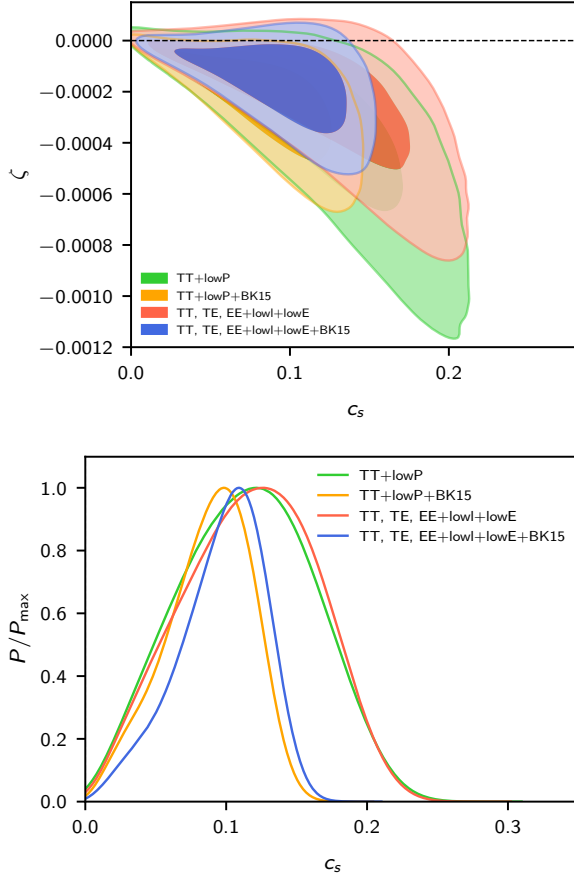 0.0000
−0.0002
−0.0004
−0.0006
−0.0008
−0.0010
−0.0012
ζ
TT+lowP
TT+lowP+BK15
TT, TE, EE+lowl+lowE
TT, TE, EE+lowl+lowE+BK15
0.0 0.1 0.2
c_s
1.0
0.8
0.6
0.4
0.2
0.0
P/P_max
TT+lowP
TT+lowP+BK15
TT, TE, EE+lowl+lowE
TT, TE, EE+lowl+lowE+BK15
0.0 0.1 0.2 0.3
c_s